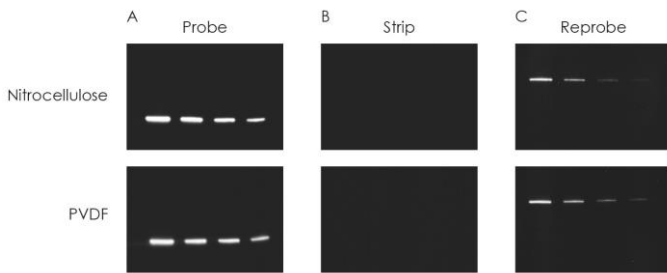 A
Probe
B
Strip
C
Reprobe
Nitrocellulose
PVDF